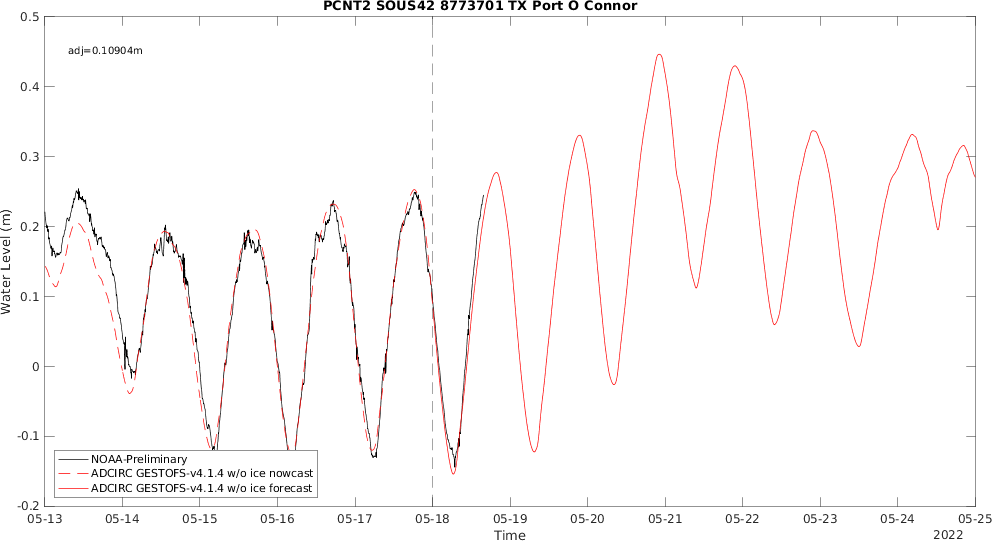 PCNT2 SOUS42 8773701 TX Port O Connor
0.5
adj=0.10904m
0.4
0.3
0.2
Water Level (m)
0.1
0
-0.1
NOAA-Preliminary
ADCIRC GESTOFS-v4.1.4 w/o ice nowcast
ADCIRC GESTOFS-v4.1.4 w/o ice forecast
-0.2
05-13 05-14 05-15 05-16 05-17 05-18 05-19 05-20 05-21 05-22 05-23 05-24 05-25
Time 2022